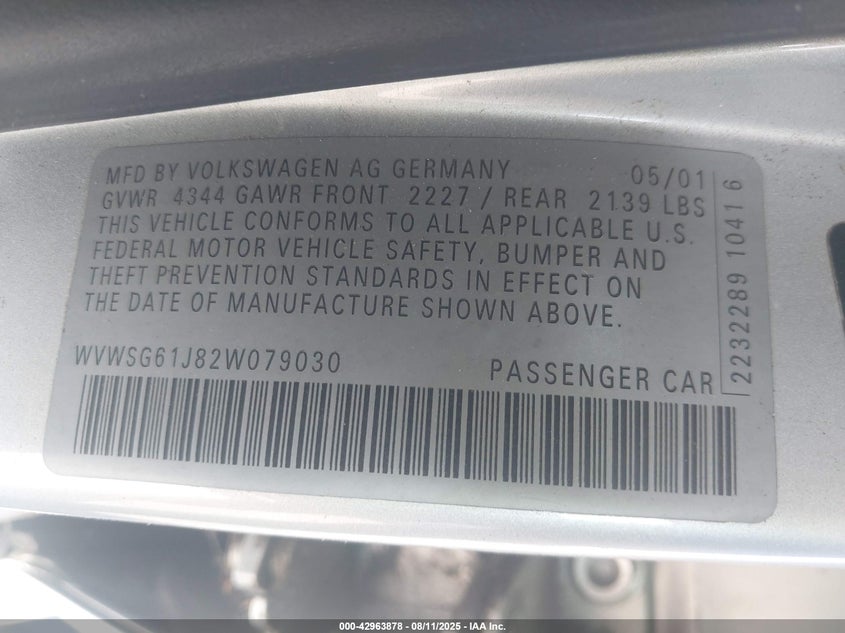 MFD BY VOLKSWAGEN AG GERMANY 05/01
GVWR 4344 GAWR FRONT 2227 / REAR 2139 LBS
THIS VEHICLE CONFORMS TO ALL APPLICABLE U.S.
FEDERAL MOTOR VEHICLE SAFETY, BUMPER AND
THEFT PREVENTION STANDARDS IN EFFECT ON
THE DATE OF MANUFACTURE SHOWN ABOVE.
WVWSG61J82W079030 PASSENGER CAR
2232289 10416
000-42963878 - 08/11/2025 - IAA Inc.